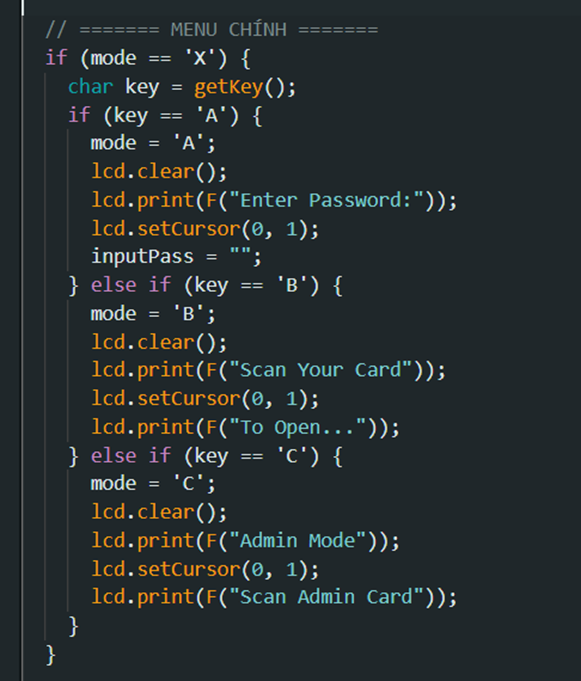 // ======= MENU CHÍNH =======
if (mode == 'X') {
  char key = getKey();
  if (key == 'A') {
    mode = 'A';
    lcd.clear();
    lcd.print(F("Enter Password:"));
    lcd.setCursor(0, 1);
    inputPass = "";
  } else if (key == 'B') {
    mode = 'B';
    lcd.clear();
    lcd.print(F("Scan Your Card"));
    lcd.setCursor(0, 1);
    lcd.print(F("To Open..."));
  } else if (key == 'C') {
    mode = 'C';
    lcd.clear();
    lcd.print(F("Admin Mode"));
    lcd.setCursor(0, 1);
    lcd.print(F("Scan Admin Card"));
  }
}